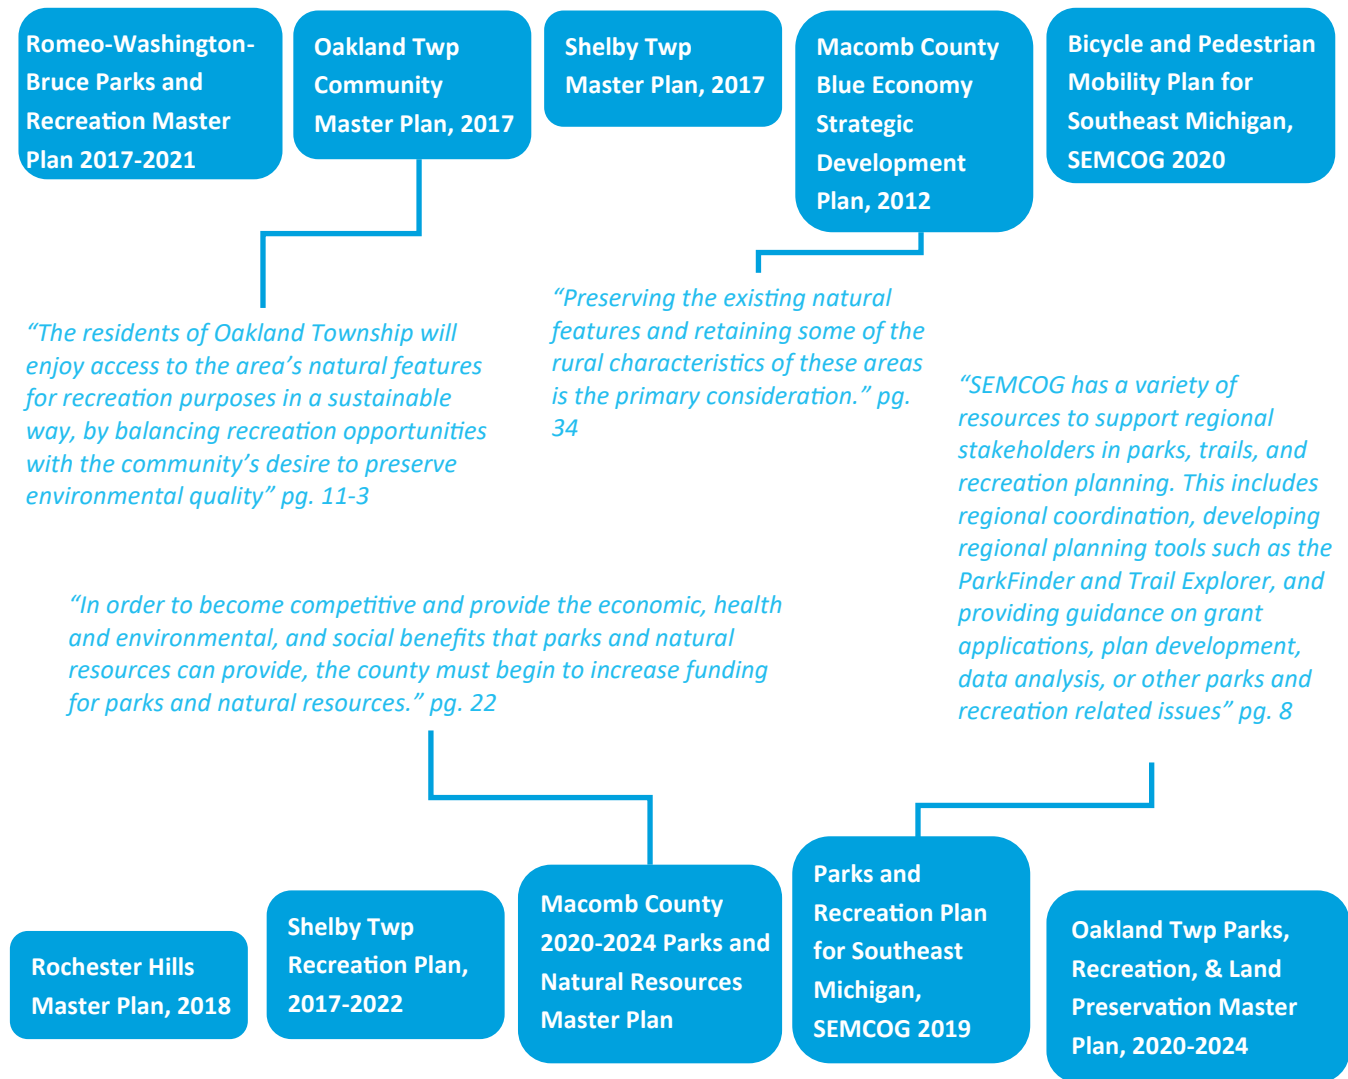 Romeo-Washington-
Bruce Parks and
Recreation Master
Plan 2017-2021
Oakland Twp
Community
Master Plan, 2017
Shelby Twp
Master Plan, 2017
Macomb County
Blue Economy
Strategic
Development
Plan, 2012
Bicycle and Pedestrian
Mobility Plan for
Southeast Michigan,
SEMCOG 2020
“The residents of Oakland Township will
enjoy access to the area’s natural features
for recreation purposes in a sustainable
way, by balancing recreation opportunities
with the community’s desire to preserve
environmental quality” pg. 11-3
“Preserving the existing natural
features and retaining some of the
rural characteristics of these areas
is the primary consideration.” pg.
34
“SEMCOG has a variety of
resources to support regional
stakeholders in parks, trails, and
recreation planning. This includes
regional coordination, developing
regional planning tools such as the
ParkFinder and Trail Explorer, and
providing guidance on grant
applications, plan development,
data analysis, or other parks and
recreation related issues” pg. 8
“In order to become competitive and provide the economic, health
and environmental, and social benefits that parks and natural
resources can provide, the county must begin to increase funding
for parks and natural resources.” pg. 22
Rochester Hills
Master Plan, 2018
Shelby Twp
Recreation Plan,
2017-2022
Macomb County
2020-2024 Parks and
Natural Resources
Master Plan
Parks and
Recreation Plan
for Southeast
Michigan,
SEMCOG 2019
Oakland Twp Parks,
Recreation, & Land
Preservation Master
Plan, 2020-2024